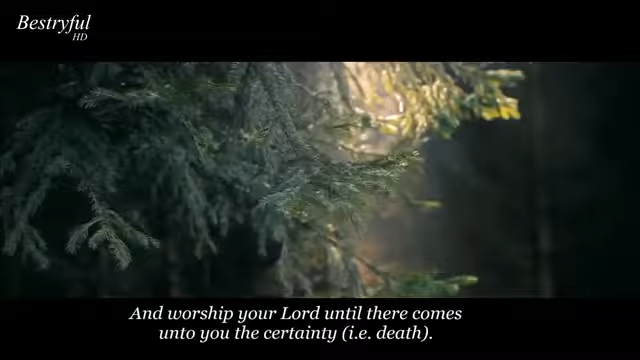 Bestryful
HD
And worship your Lord until there comes
unto you the certainty (i.e. death).